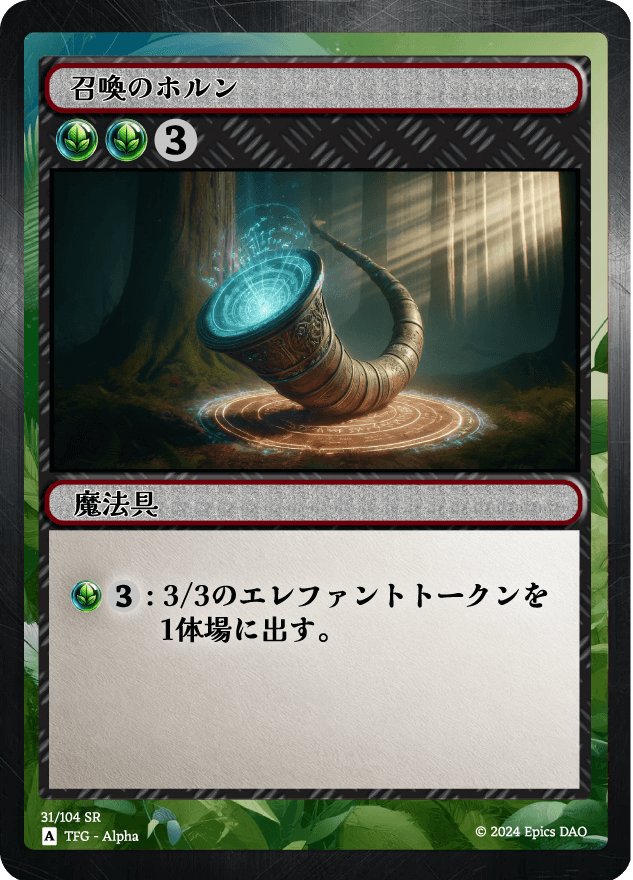 召喚のホルン
3
魔法具
3 : 3/3のエレファントトークンを
1体場に出す。
31/104 SR
A TFG - Alpha
© 2024 Epics DAO